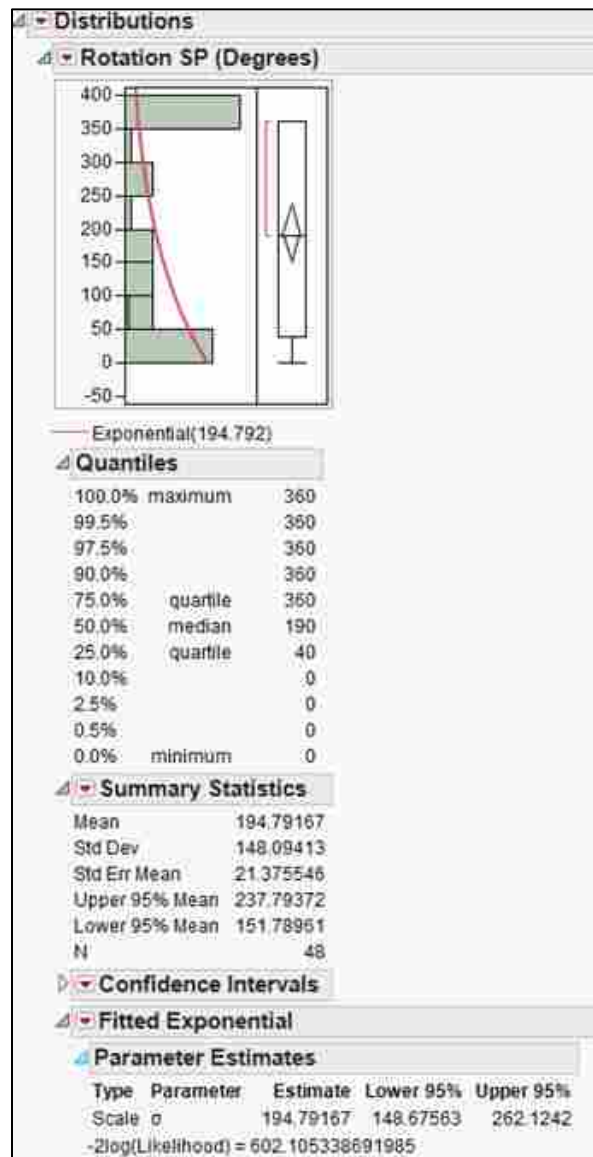 Distributions
Rotation SP (Degrees)
400
350
300
250
200
150
100
50
0
-50
Exponential(194.792)
Quantiles
100.0% maximum 360
99.5% 360
97.5% 360
90.0% 360
75.0% quartile 360
50.0% median 190
25.0% quartile 40
10.0% 0
2.5% 0
0.5% 0
0.0% minimum 0
Summary Statistics
Mean 194.79167
Std Dev 148.09413
Std Err Mean 21.375546
Upper 95% Mean 237.79372
Lower 95% Mean 151.78961
N 48
Confidence Intervals
Fitted Exponential
Parameter Estimates
Type Parameter Estimate Lower 95% Upper 95%
Scale σ 194.79167 148.67563 262.1242
-2log(Likelihood) = 602.105338691985